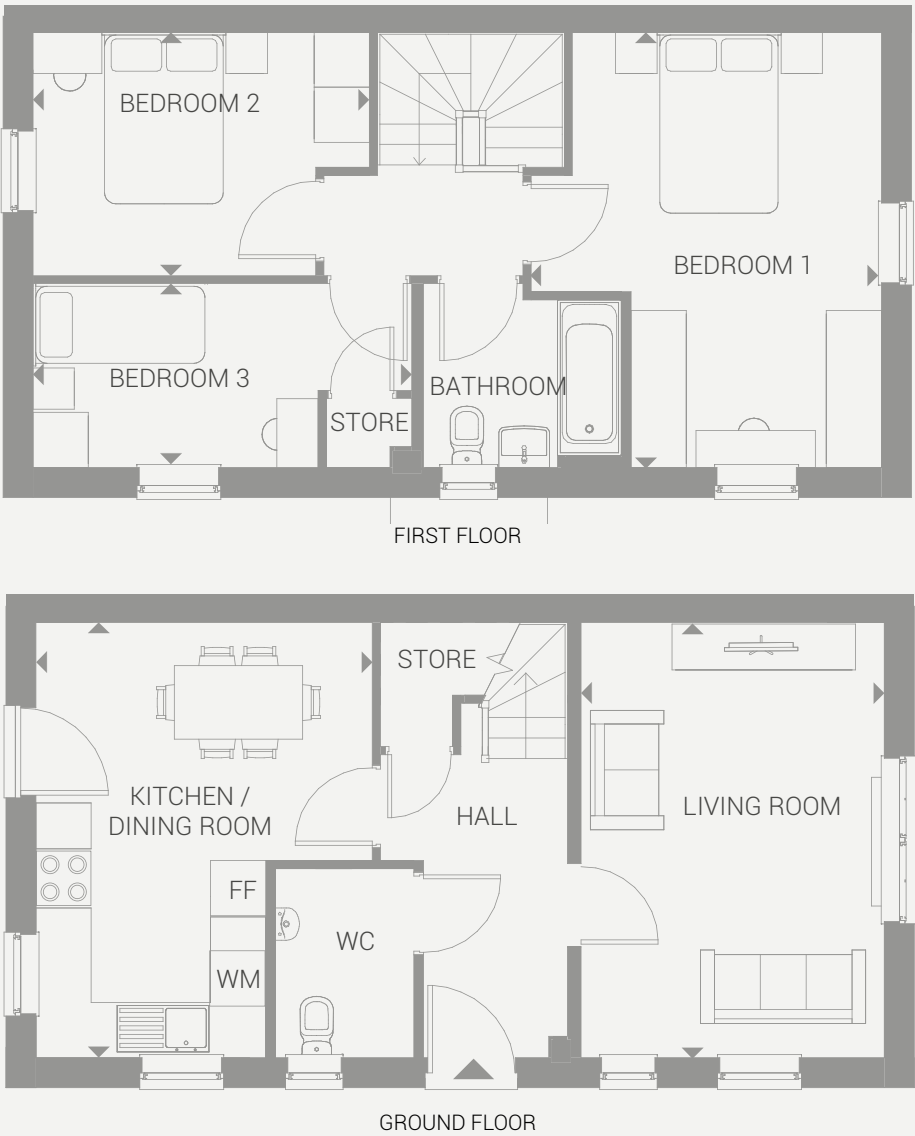 BEDROOM 2
BEDROOM 1
BEDROOM 3
BATHROOM
STORE
FIRST FLOOR
STORE
KITCHEN /
DINING ROOM
HALL
LIVING ROOM
FF
WC
WM
GROUND FLOOR